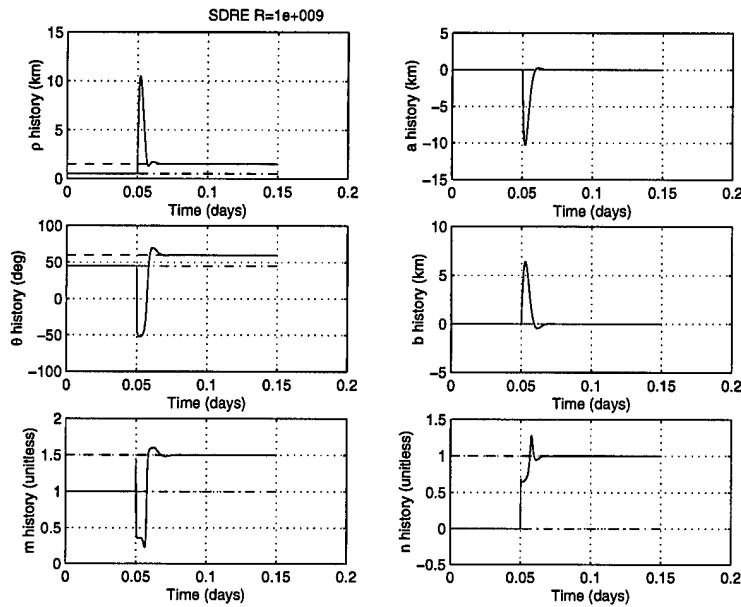 SDRE R=1e+009
15
10
5
0
ρ history (km)
0 0.05 0.1 0.15 0.2
Time (days)
5
0
−5
−10
−15
a history (km)
0 0.05 0.1 0.15 0.2
Time (days)
100
50
0
−50
−100
θ history (deg)
0 0.05 0.1 0.15 0.2
Time (days)
10
5
0
−5
b history (km)
0 0.05 0.1 0.15 0.2
Time (days)
2
1.5
1
0.5
0
m history (unitless)
0 0.05 0.1 0.15 0.2
Time (days)
1.5
1
0.5
0
−0.5
n history (unitless)
0 0.05 0.1 0.15 0.2
Time (days)